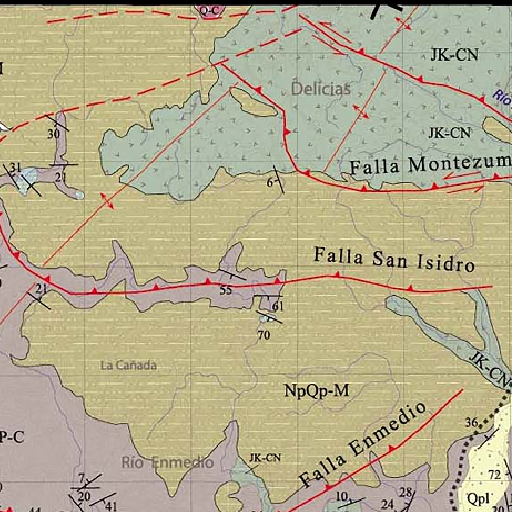 Q-C
JK-CN
Delicias
Río
30
JK-CN
31
21
6
Falla Montezum
Falla San Isidro
21
55
61
70
La Cañada
JK-CN
NpQp-M
P-C
Río Enmedio
JK-CN
Falla Enmedio
36
72
7
20
41
10
24
28
Qpl
20